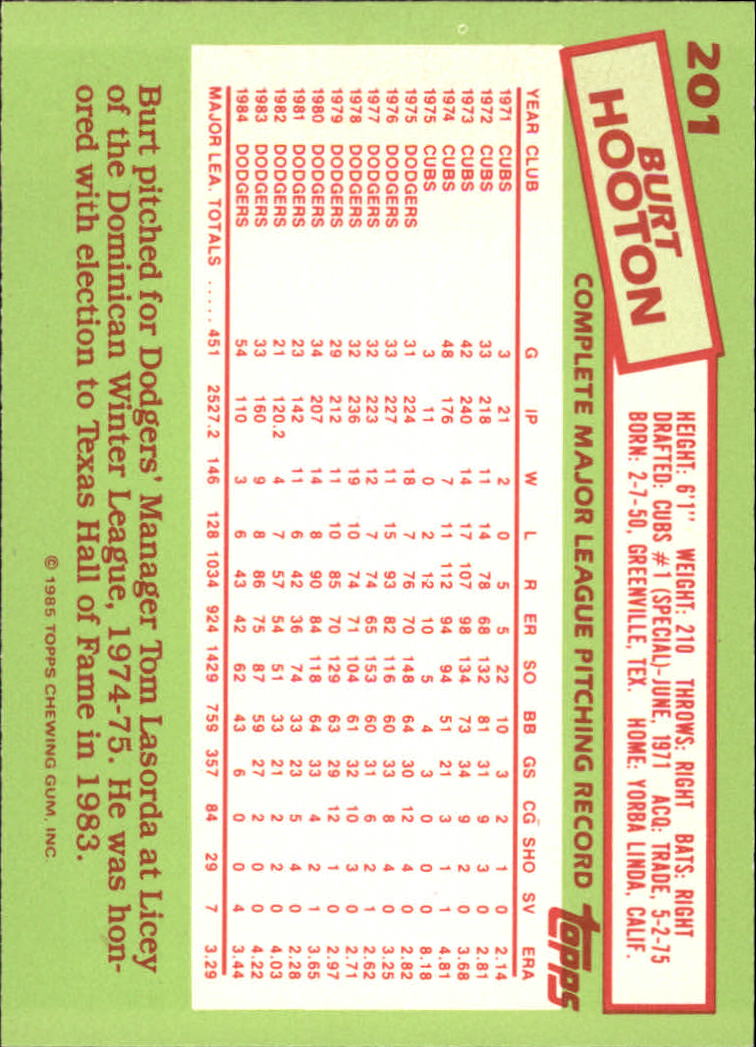 201
BURT
HOOTON
HEIGHT: 6'1" WEIGHT: 210 THROWS: RIGHT BATS: RIGHT
DRAFTED: CUBS #1 (SPECIAL)-JUNE, 1971 ACQ: TRADE, 5-2-75
BORN: 2-7-50, GREENVILLE, TEX. HOME: YORBA LINDA, CALIF.
COMPLETE MAJOR LEAGUE PITCHING RECORD topps
YEAR CLUB G IP W L R ER SO BB GS CG SHO SV ERA
1971 CUBS 3 21 2 0 5 5 22 10 3 2 1 0 2.14
1972 CUBS 33 218 11 14 78 68 132 81 31 9 3 0 2.81
1973 CUBS 42 240 14 17 107 98 134 73 34 9 2 0 3.68
1974 CUBS 48 176 7 11 112 94 94 51 21 3 1 1 4.81
1975 CUBS 3 11 0 2 12 10 5 4 3 0 0 0 8.18
1975 DODGERS 31 224 18 7 76 70 148 64 30 12 4 0 2.82
1976 DODGERS 33 227 11 15 93 82 116 60 33 8 4 0 3.25
1977 DODGERS 32 223 12 7 74 65 153 60 31 6 2 1 2.62
1978 DODGERS 32 236 19 10 74 71 104 61 32 10 3 0 2.71
1979 DODGERS 29 212 11 10 85 70 129 63 29 12 1 0 2.97
1980 DODGERS 34 207 14 8 90 84 118 64 33 4 2 1 3.65
1981 DODGERS 23 142 11 6 42 36 74 33 23 5 4 0 2.28
1982 DODGERS 21 120.2 4 7 57 54 51 33 21 2 2 0 4.03
1983 DODGERS 33 160 9 8 86 75 87 59 27 2 0 0 4.22
1984 DODGERS 54 110 3 6 43 42 62 43 6 0 0 4 3.44
MAJOR LEA. TOTALS ..... 451 2527.2 146 128 1034 924 1429 759 357 84 29 7 3.29
Burt pitched for Dodgers' Manager Tom Lasorda at Licey
of the Dominican Winter League, 1974-75. He was hon-
ored with election to Texas Hall of Fame in 1983.
© 1985 TOPPS CHEWING GUM, INC.